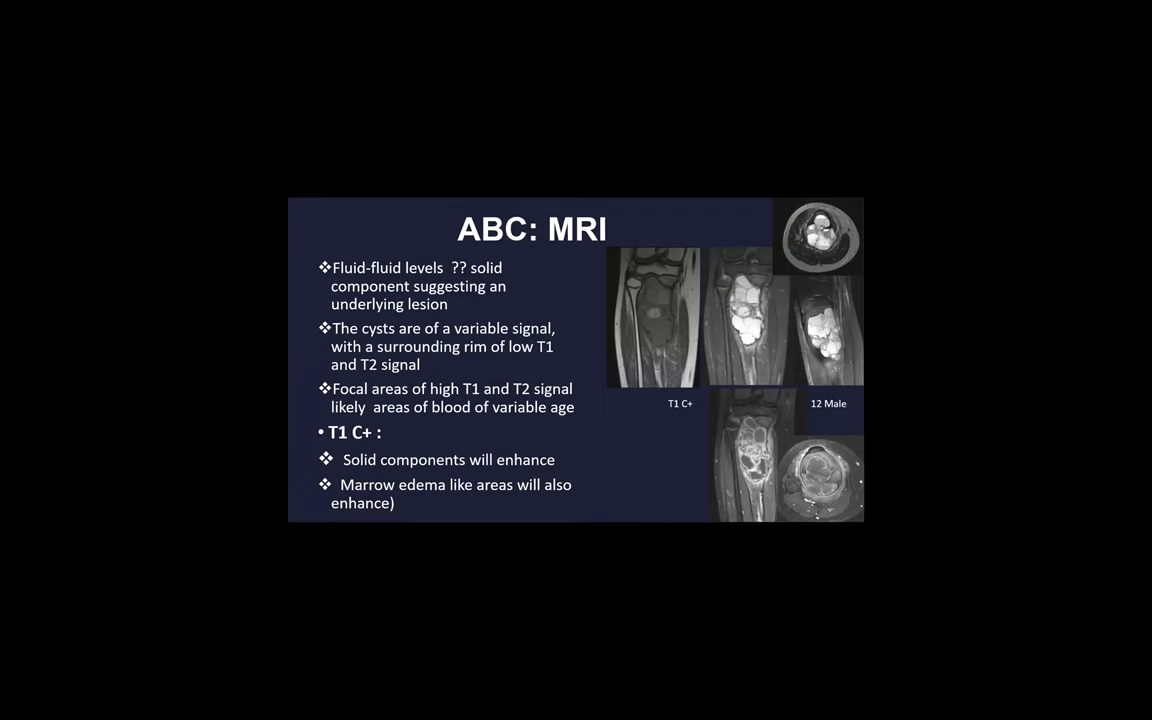 ABC: MRI
❖Fluid-fluid levels ?? solid
component suggesting an
underlying lesion
❖The cysts are of a variable signal,
with a surrounding rim of low T1
and T2 signal
❖Focal areas of high T1 and T2 signal
likely areas of blood of variable age
• T1 C+ :
❖ Solid components will enhance
❖ Marrow edema like areas will also
enhance)
T1 C+
12 Male